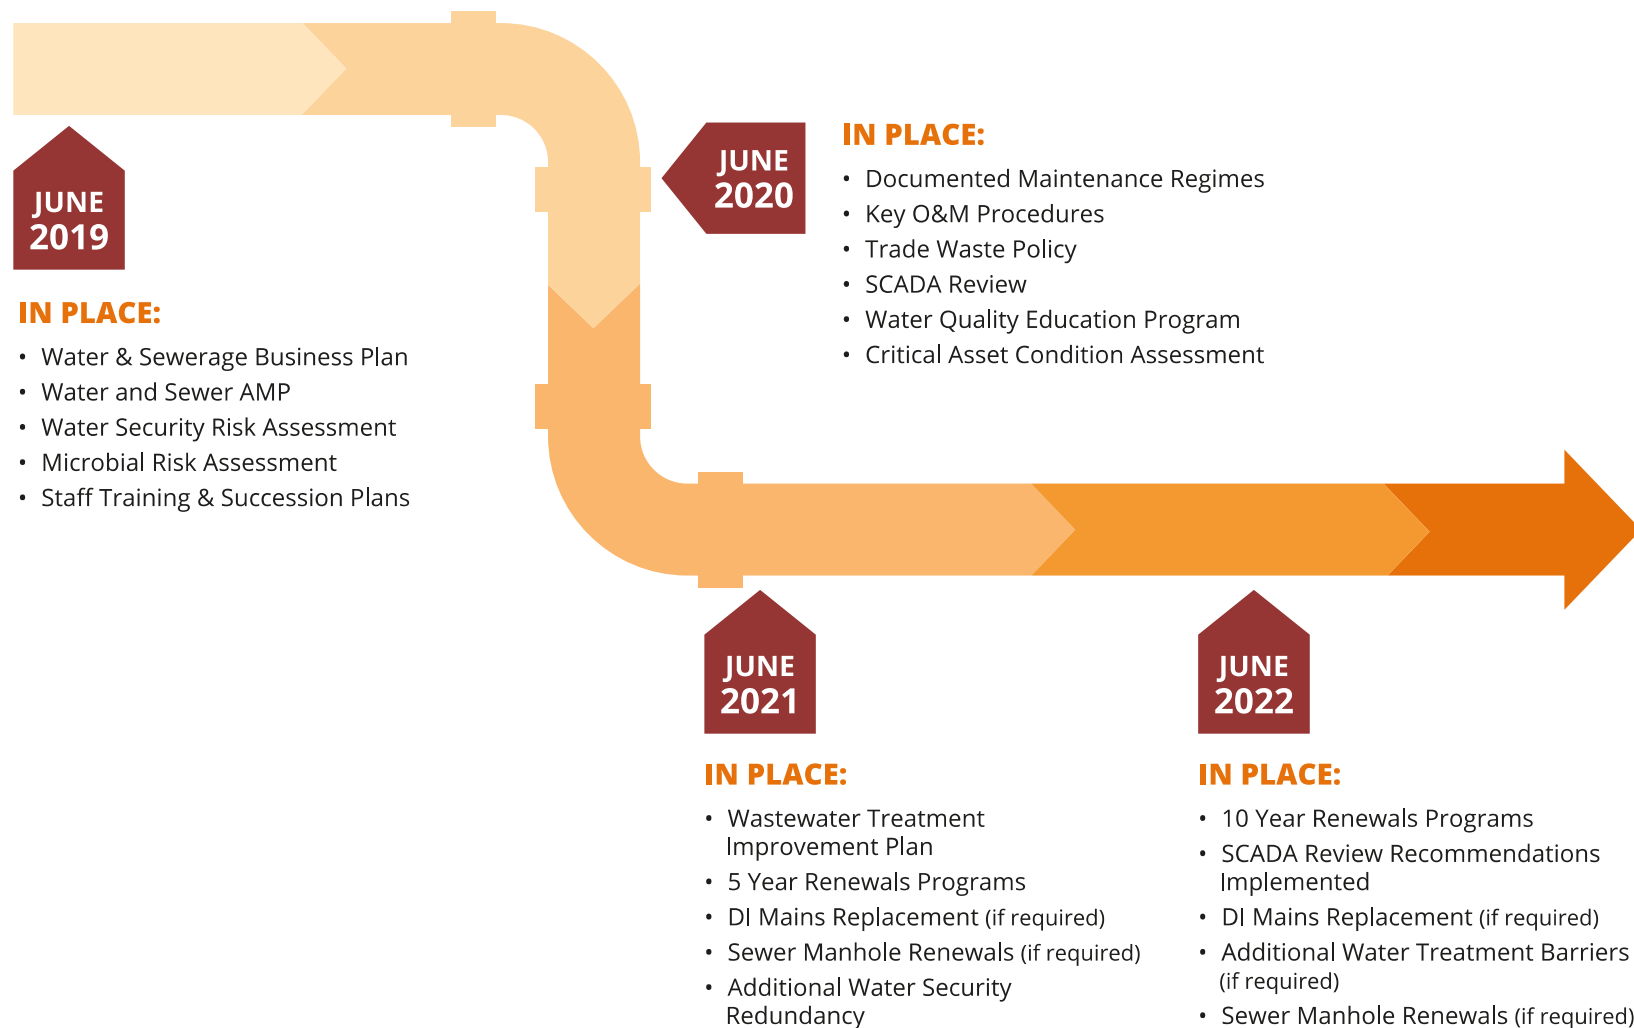 JUNE
2019
IN PLACE:
• Water & Sewerage Business Plan
• Water and Sewer AMP
• Water Security Risk Assessment
• Microbial Risk Assessment
• Staff Training & Succession Plans
JUNE
2020
IN PLACE:
• Documented Maintenance Regimes
• Key O&M Procedures
• Trade Waste Policy
• SCADA Review
• Water Quality Education Program
• Critical Asset Condition Assessment
JUNE
2021
IN PLACE:
• Wastewater Treatment
Improvement Plan
• 5 Year Renewals Programs
• DI Mains Replacement (if required)
• Sewer Manhole Renewals (if required)
• Additional Water Security
Redundancy
JUNE
2022
IN PLACE:
• 10 Year Renewals Programs
• SCADA Review Recommendations
Implemented
• DI Mains Replacement (if required)
• Additional Water Treatment Barriers
(if required)
• Sewer Manhole Renewals (if required)